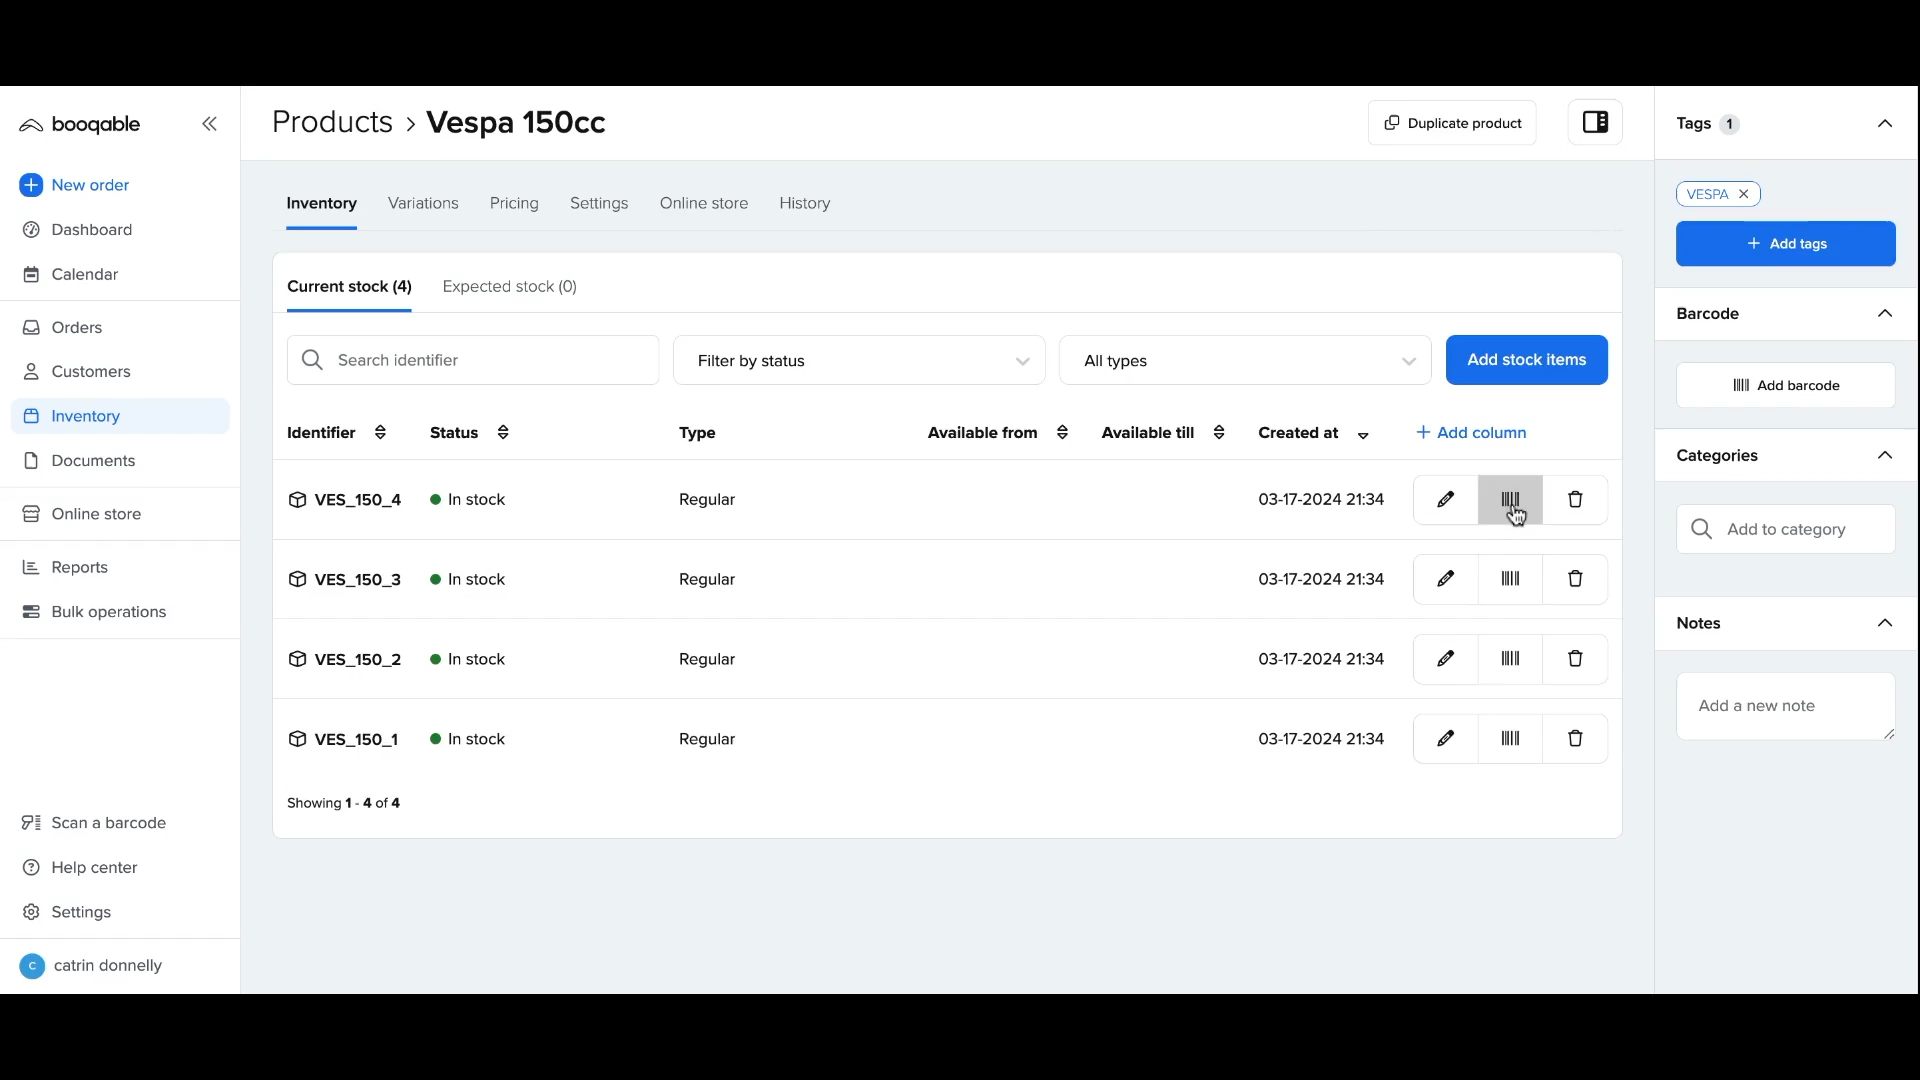 booqable
New order
Dashboard
Calendar
Orders
Customers
Inventory
Documents
Online store
Reports
Bulk operations
Scan a barcode
Help center
Settings
C catrin donnelly
Products > Vespa 150cc
Duplicate product
Inventory Variations Pricing Settings Online store History
Current stock (4) Expected stock (0)
Search identifier Filter by status All types Add stock items
Identifier Status Type Available from Available till Created at + Add column
VES_150_4 In stock Regular 03-17-2024 21:34
VES_150_3 In stock Regular 03-17-2024 21:34
VES_150_2 In stock Regular 03-17-2024 21:34
VES_150_1 In stock Regular 03-17-2024 21:34
Showing 1 - 4 of 4
Tags 1
VESPA
+ Add tags
Barcode
Add barcode
Categories
Add to category
Notes
Add a new note